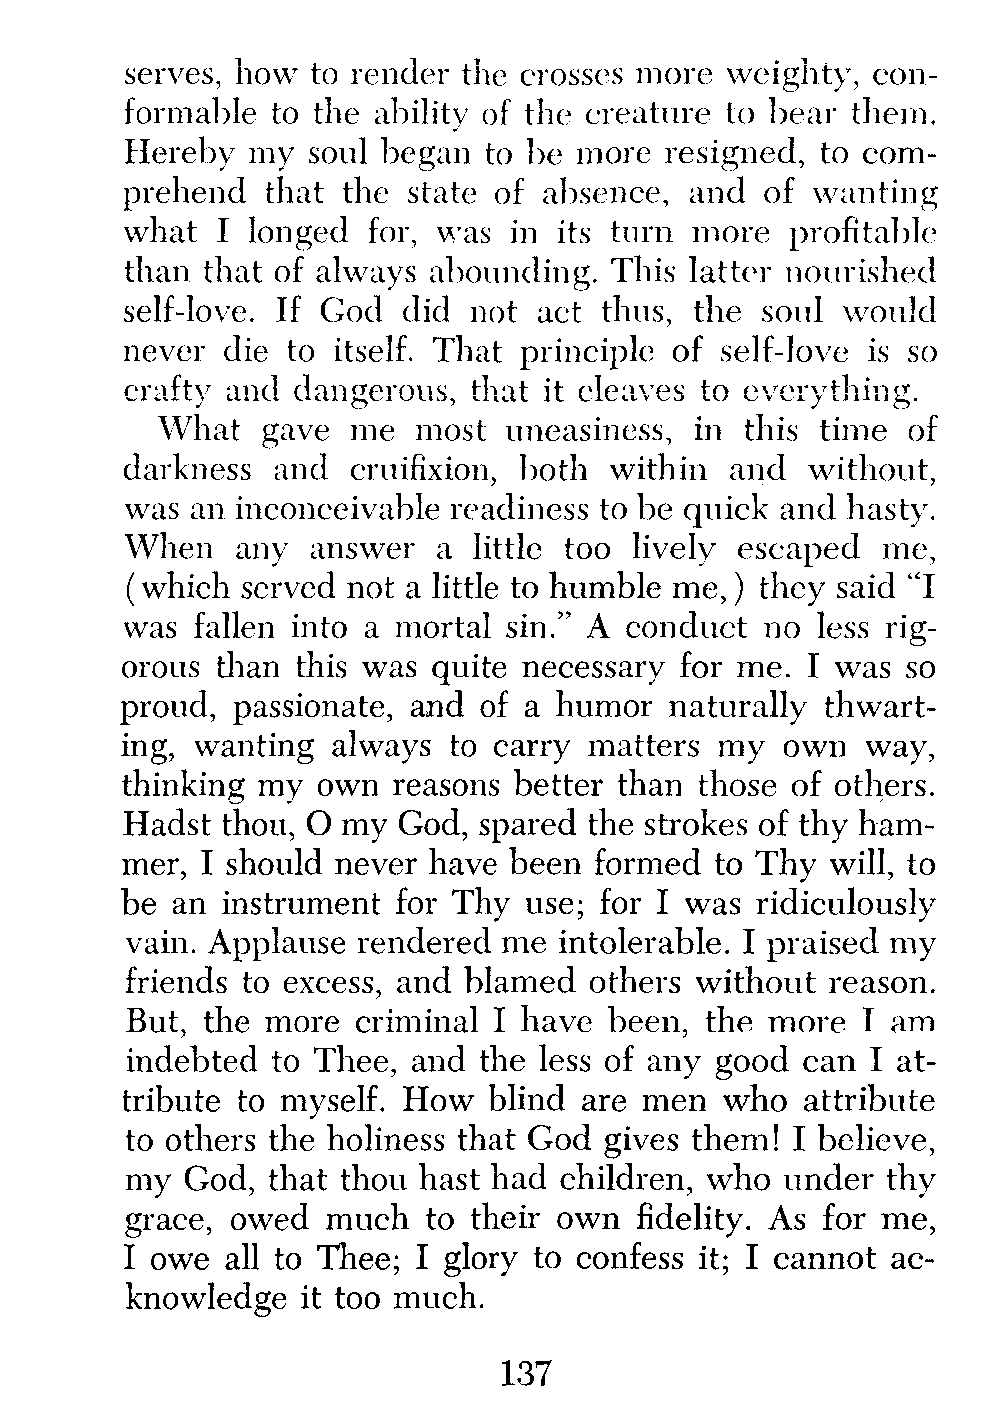 serves, how to render the crosses more weighty, con-
formable to the ability of the creature to bear them.
Hereby my soul began to be more resigned, to com-
prehend that the state of absence, and of wanting
what I longed for, was in its turn more profitable
than that of always abounding. This latter nourished
self-love. If God did not act thus, the soul would
never die to itself. That principle of self-love is so
crafty and dangerous, that it cleaves to everything.
What gave me most uneasiness, in this time of
darkness and cruifixion, both within and without,
was an inconceivable readiness to be quick and hasty.
When any answer a little too lively escaped me,
(which served not a little to humble me,) they said “I
was fallen into a mortal sin.” A conduct no less rig-
orous than this was quite necessary for me. I was so
proud, passionate, and of a humor naturally thwart-
ing, wanting always to carry matters my own way,
thinking my own reasons better than those of others.
Hadst thou, O my God, spared the strokes of thy ham-
mer, I should never have been formed to Thy will, to
be an instrument for Thy use; for I was ridiculously
vain. Applause rendered me intolerable. I praised my
friends to excess, and blamed others without reason.
But, the more criminal I have been, the more I am
indebted to Thee, and the less of any good can I at-
tribute to myself. How blind are men who attribute
to others the holiness that God gives them! I believe,
my God, that thou hast had children, who under thy
grace, owed much to their own fidelity. As for me,
I owe all to Thee; I glory to confess it; I cannot ac-
knowledge it too much.
137